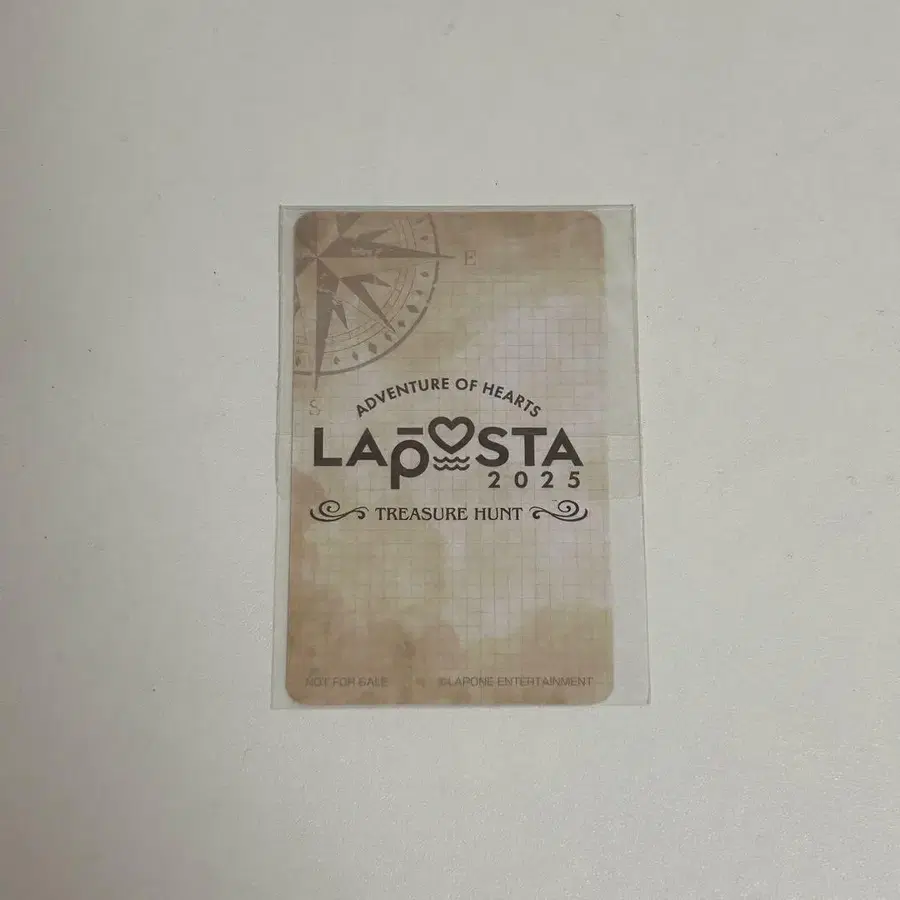 E
S
ADVENTURE OF HEARTS
LAPOSTA
2025
TREASURE HUNT
NOT FOR SALE
©LAPONE ENTERTAINMENT